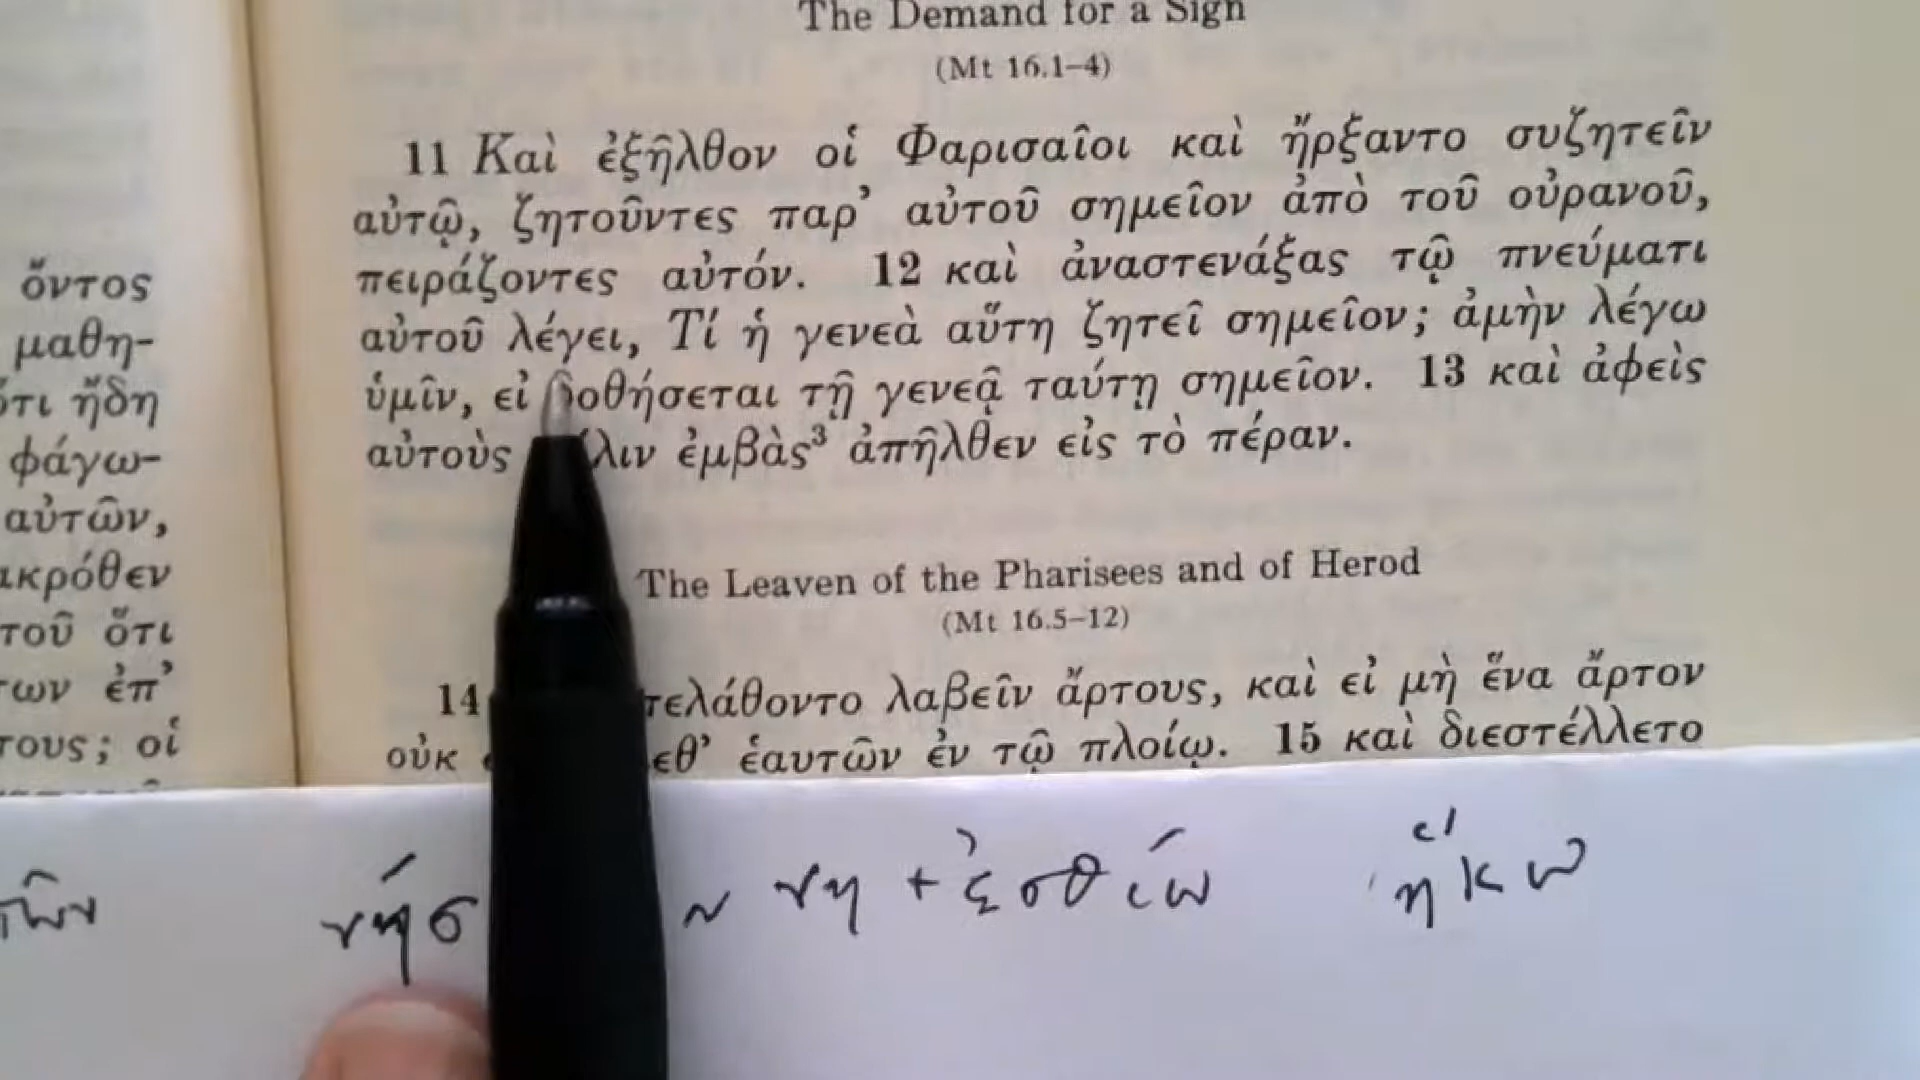 ὄντος
μαθη-
ὅτι ἤδη
φάγω-
αὐτῶν,
ακρόθεν
τοῦ ὅτι
των ἐπ’
τους; οἱ
The Demand for a Sign
(Mt 16.1–4)
11 Καὶ ἐξῆλθον οἱ Φαρισαῖοι καὶ ἤρξαντο συζητεῖν
αὐτῷ, ζητοῦντες παρ’ αὐτοῦ σημεῖον ἀπὸ τοῦ οὐρανοῦ,
πειράζοντες αὐτόν. 12 καὶ ἀναστενάξας τῷ πνεύματι
αὐτοῦ λέγει, Τί ἡ γενεὰ αὕτη ζητεῖ σημεῖον; ἀμὴν λέγω
ὑμῖν, εἰ δοθήσεται τῇ γενεᾷ ταύτῃ σημεῖον. 13 καὶ ἀφεὶς
αὐτοὺς λιν ἐμβὰς³ ἀπῆλθεν εἰς τὸ πέραν.
The Leaven of the Pharisees and of Herod
(Mt 16.5–12)
14 τελάθοντο λαβεῖν ἄρτους, καὶ εἰ μὴ ἕνα ἄρτον
οὐκ εθ’ ἑαυτῶν ἐν τῷ πλοίῳ. 15 καὶ διεστέλλετο
νήσ ~ νη + ἐσθίω ἥκω